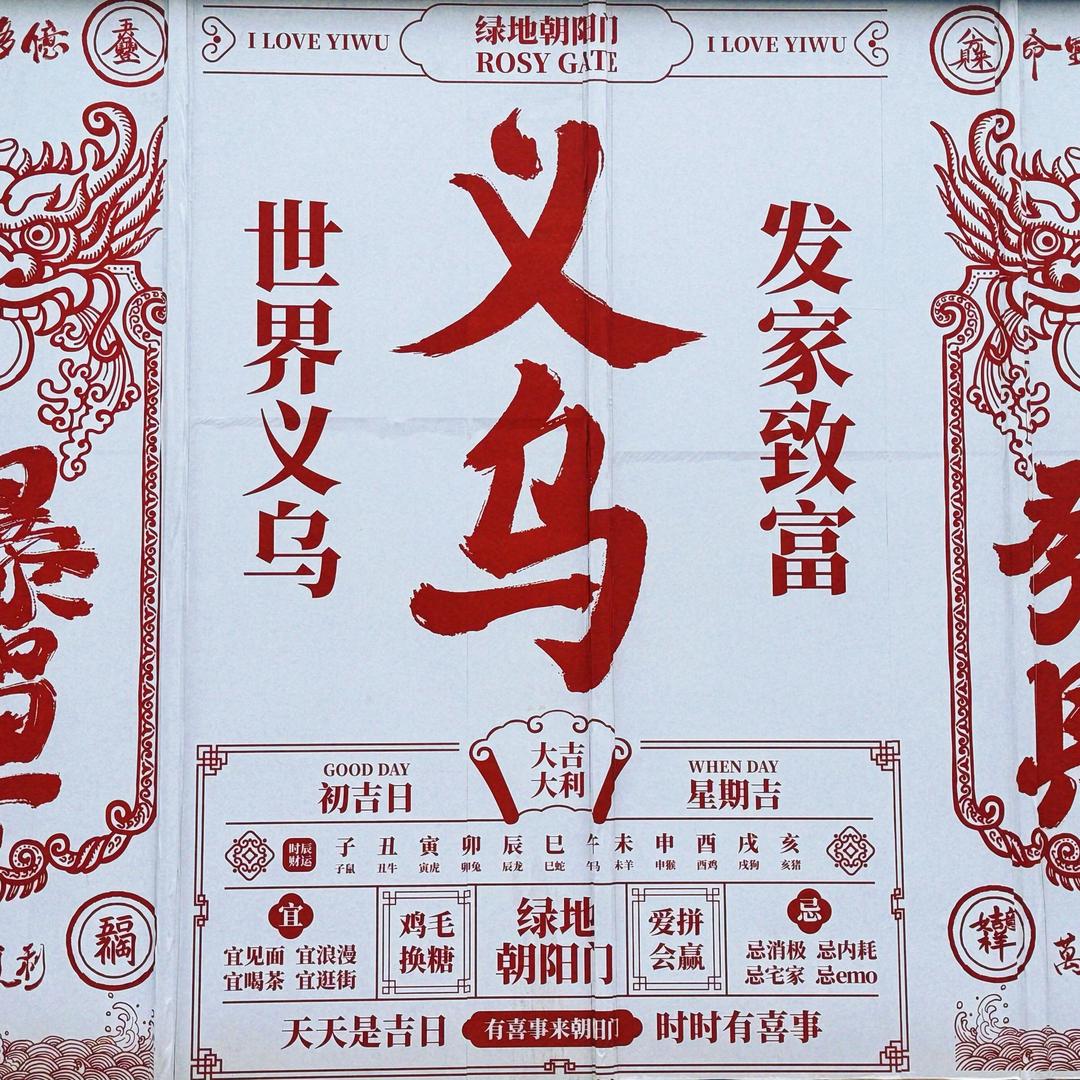 I LOVE YIWU
绿地朝阳门
ROSY GATE
I LOVE YIWU
义乌
世界义乌
发家致富
暴
大吉
大利
GOOD DAY
初吉日
WHEN DAY
星期吉
时辰
财运
子 丑 寅 卯 辰 巳 午 未 申 酉 戌 亥
子鼠 丑牛 寅虎 卯兔 辰龙 巳蛇 午马 未羊 申猴 酉鸡 戌狗 亥猪
宜
宜见面 宜浪漫
宜喝茶 宜逛街
鸡毛
换糖
绿地
朝阳门
爱拼
会赢
忌
忌消极 忌内耗
忌宅家 忌emo
天天是吉日
有喜事来朝阳门
时时有喜事